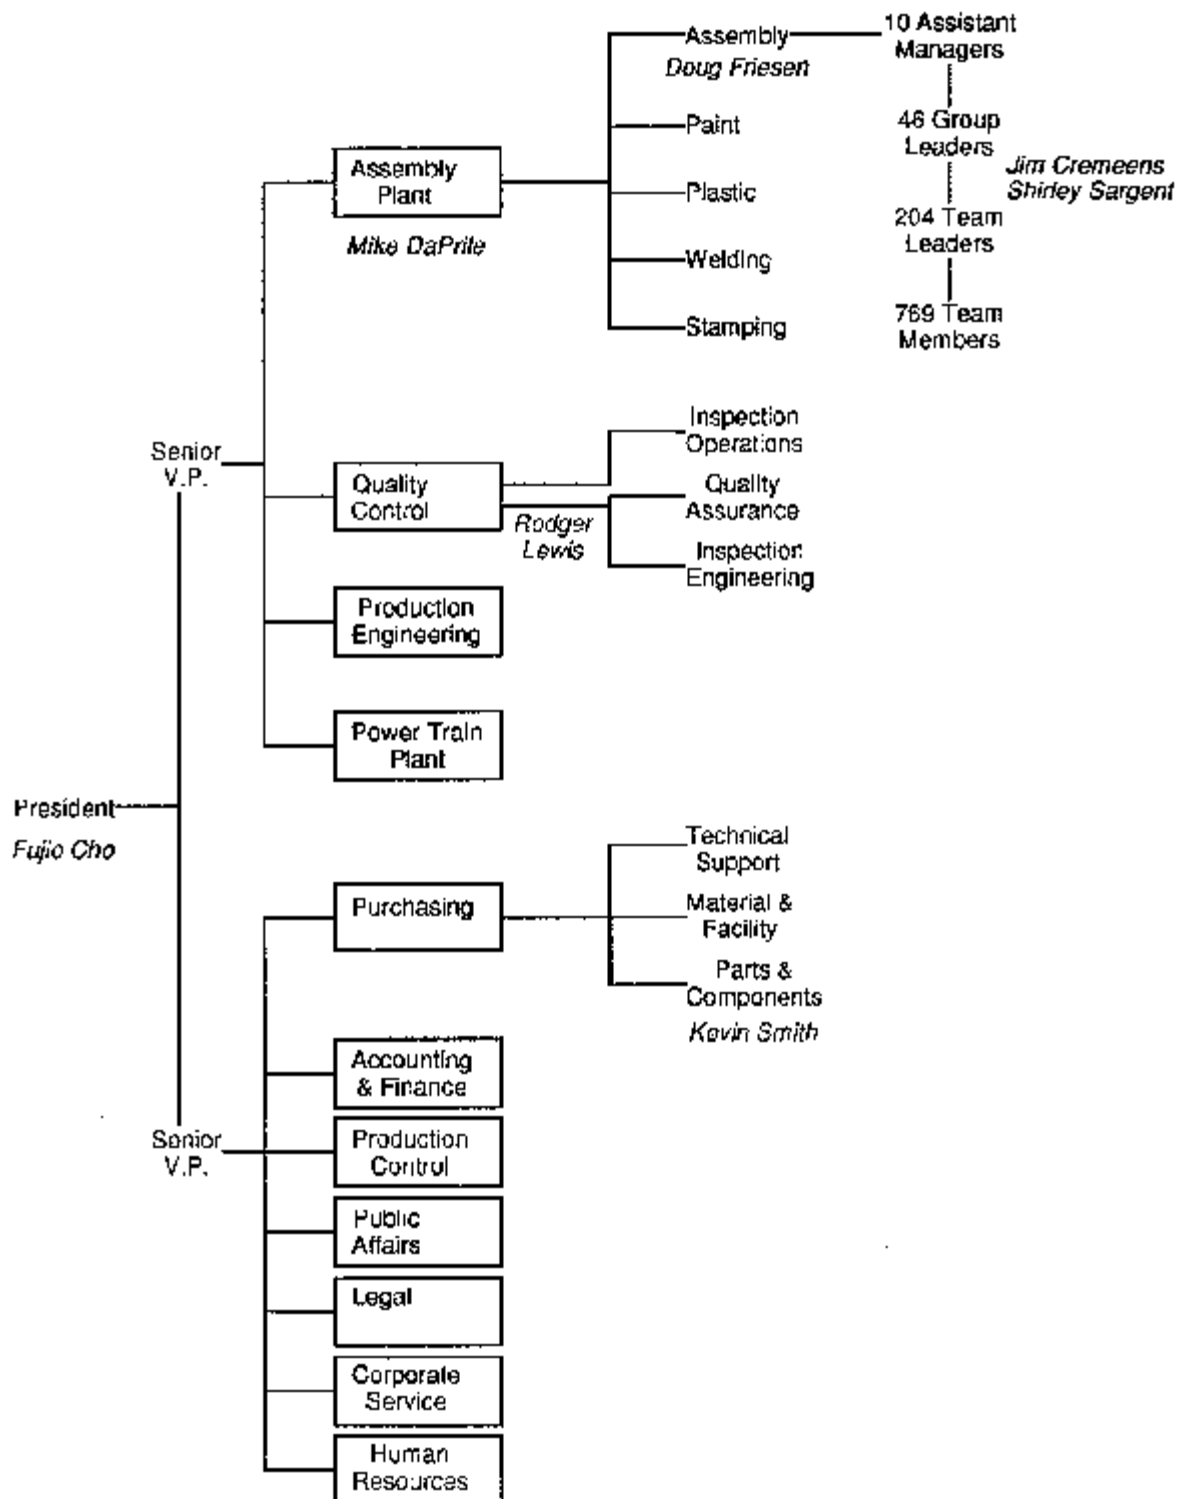 President
Fujio Cho
Senior
V.P.
Assembly
Plant
Mike DaPrile
Assembly
Doug Friesen
10 Assistant
Managers
46 Group
Leaders
Jim Cremeens
Shirley Sargent
204 Team
Leaders
769 Team
Members
Paint
Plastic
Welding
Stamping
Quality
Control
Rodger
Lewis
Inspection
Operations
Quality
Assurance
Inspection
Engineering
Production
Engineering
Power Train
Plant
Senior
V.P.
Purchasing
Technical
Support
Material &
Facility
Parts &
Components
Kevin Smith
Accounting
& Finance
Production
Control
Public
Affairs
Legal
Corporate
Service
Human
Resources